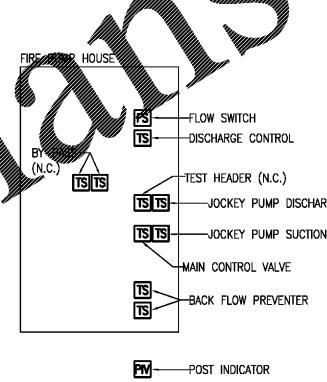 FIRE PUMP HOUSE
FS FLOW SWITCH
TS DISCHARGE CONTROL
BY-PASS
(N.C.)
TS TS
TEST HEADER (N.C.)
TS TS JOCKEY PUMP DISCHAR
TS TS JOCKEY PUMP SUCTION
MAIN CONTROL VALVE
TS
BACK FLOW PREVENTER
TS
PIV POST INDICATOR